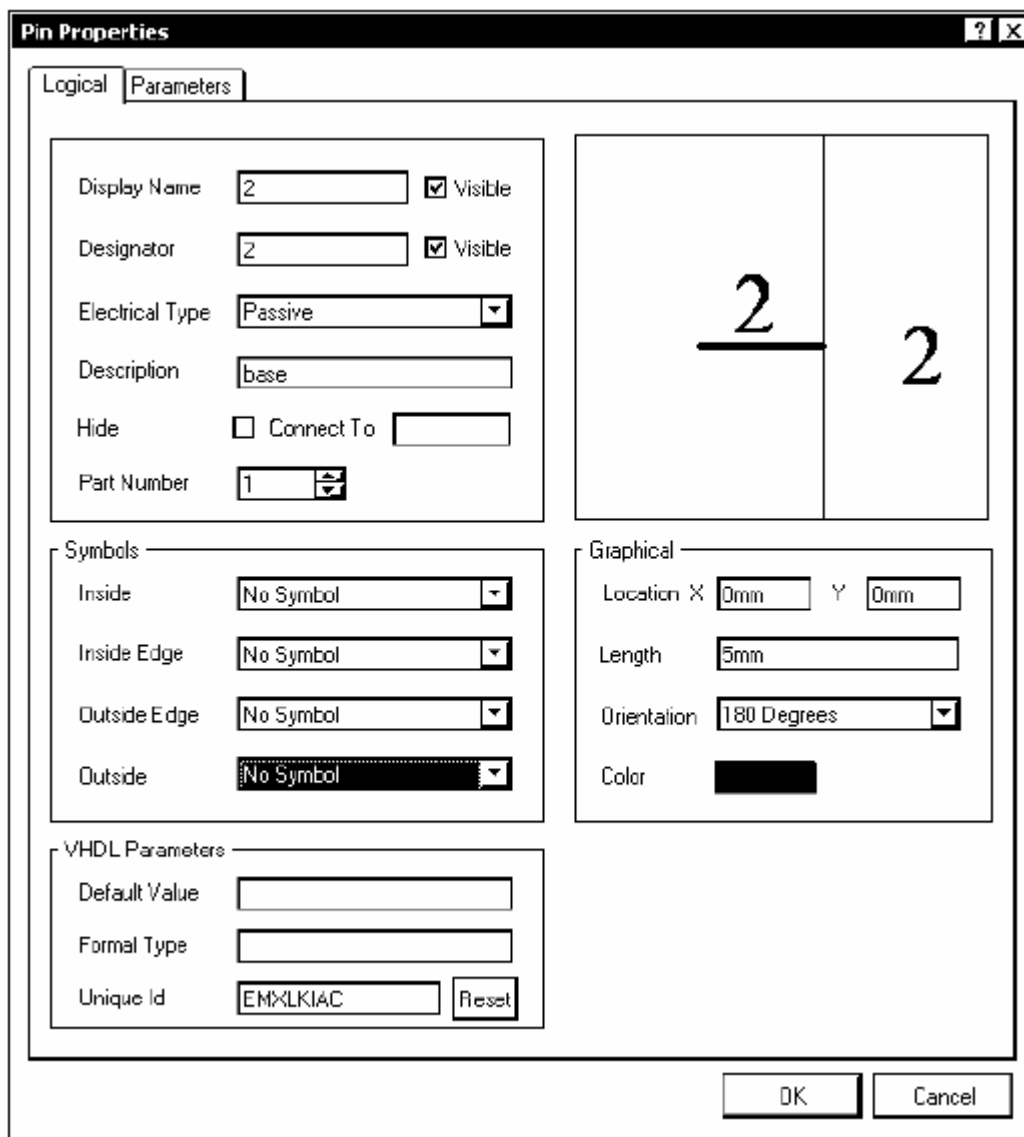 Pin Properties
Logical Parameters
Display Name 2 Visible
Designator 2 Visible
Electrical Type Passive
Description base
Hide Connect To
Part Number 1
2
2
Symbols
Inside No Symbol
Inside Edge No Symbol
Outside Edge No Symbol
Outside No Symbol
Graphical
Location X 0mm Y 0mm
Length 5mm
Orientation 180 Degrees
Color
VHDL Parameters
Default Value
Formal Type
Unique Id EMXLKIAC Reset
OK Cancel